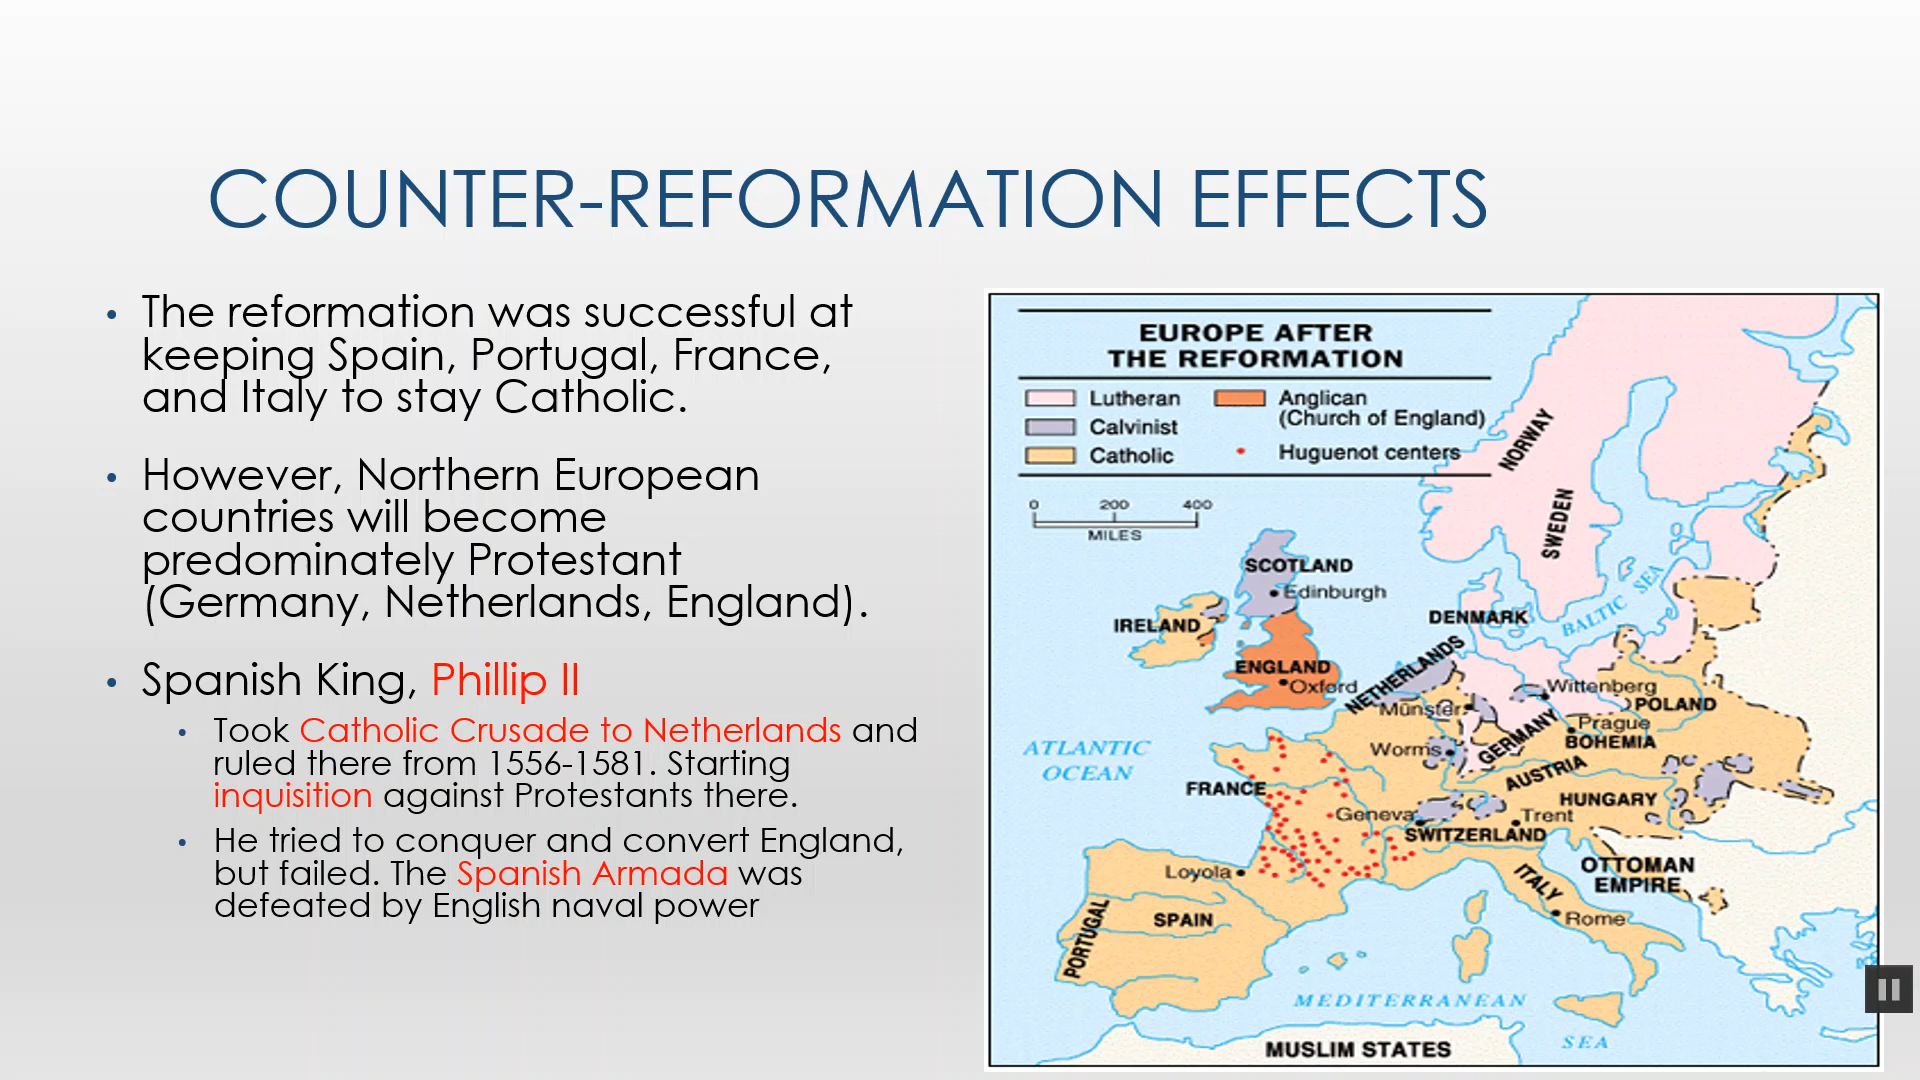 COUNTER-REFORMATION EFFECTS
• The reformation was successful at
keeping Spain, Portugal, France,
and Italy to stay Catholic.
• However, Northern European
countries will become
predominately Protestant
(Germany, Netherlands, England).
• Spanish King, Phillip II
• Took Catholic Crusade to Netherlands and
ruled there from 1556-1581. Starting
inquisition against Protestants there.
• He tried to conquer and convert England,
but failed. The Spanish Armada was
defeated by English naval power
EUROPE AFTER
THE REFORMATION
Lutheran
Calvinist
Catholic
Anglican
(Church of England)
Huguenot centers
0 200 400
MILES
NORWAY
SWEDEN
SCOTLAND
Edinburgh
IRELAND
DENMARK
BALTIC SEA
ENGLAND
Oxford
NETHERLANDS
Münster
Wittenberg
POLAND
Prague
GERMANY
BOHEMIA
Worms
ATLANTIC
OCEAN
AUSTRIA
FRANCE
HUNGARY
Geneva
Trent
SWITZERLAND
Loyola
ITALY
OTTOMAN
EMPIRE
PORTUGAL
SPAIN
Rome
MEDITERRANEAN
SEA
MUSLIM STATES